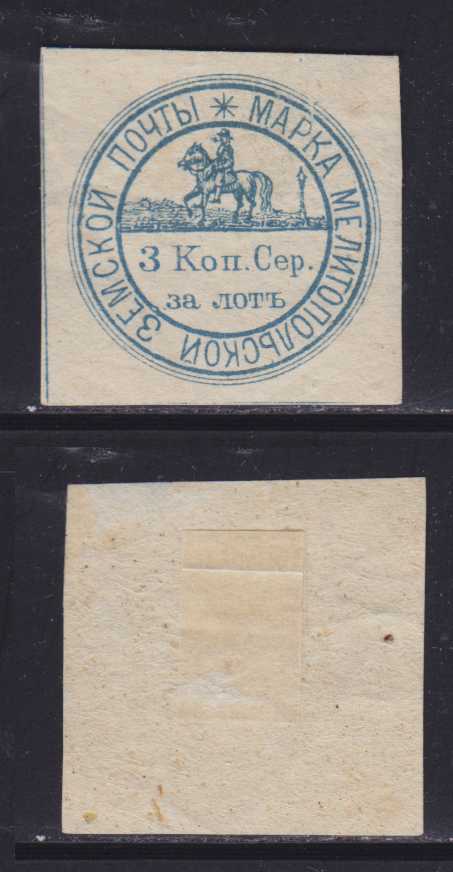 МАРКА МЕЛИТОПОЛЬСКОЙ ЗЕМСКОЙ ПОЧТЫ *
3 Коп. Сер.
за лотъ